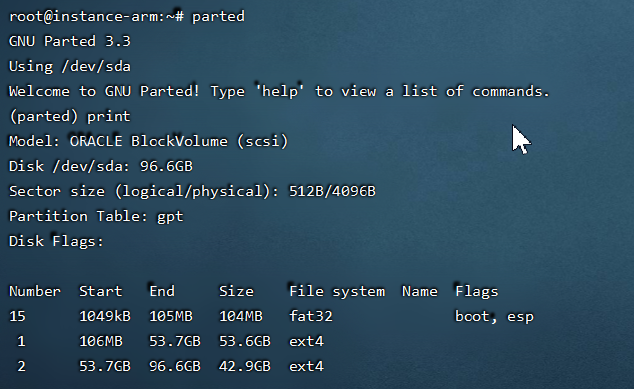 root@instance-arm:~# parted
GNU Parted 3.3
Using /dev/sda
Welcome to GNU Parted! Type 'help' to view a list of commands.
(parted) print
Model: ORACLE BlockVolume (scsi)
Disk /dev/sda: 96.6GB
Sector size (logical/physical): 512B/4096B
Partition Table: gpt
Disk Flags:

Number  Start   End     Size    File system  Name  Flags
15      1049kB  105MB   104MB   fat32              boot, esp
 1      106MB   53.7GB  53.6GB  ext4
 2      53.7GB  96.6GB  42.9GB  ext4